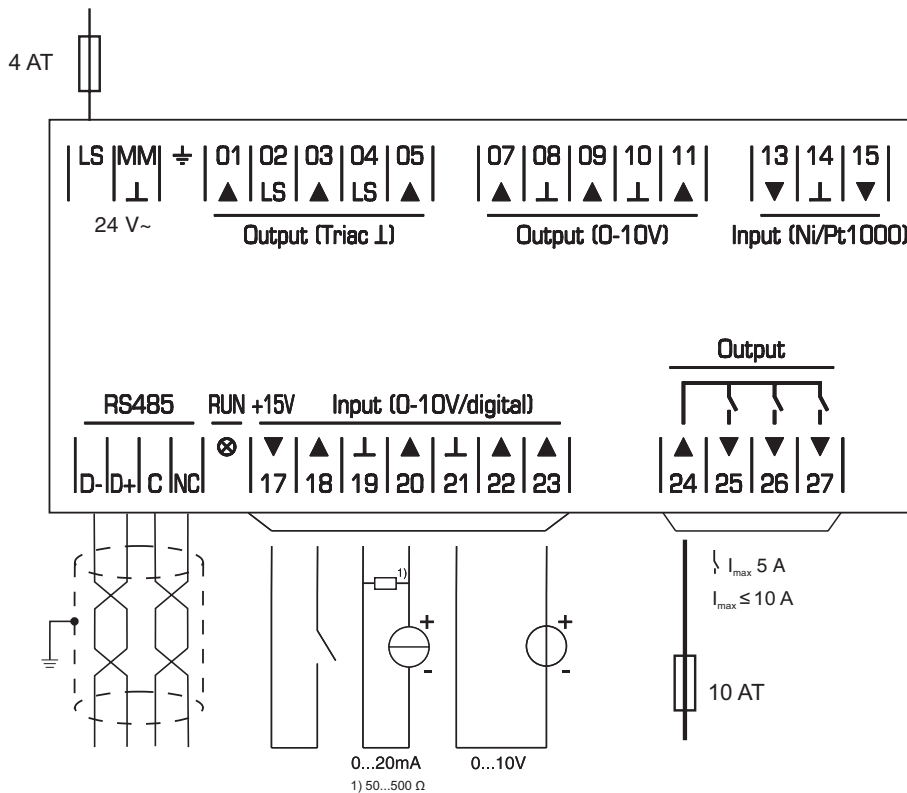 4 AT
LS MM ⏚ 01 02 03 04 05 07 08 09 10 11 13 14 15
⊥ ▲ LS ▲ LS ▲ ▲ ⊥ ▲ ⊥ ▲ ▼ ⊥ ▼
24 V~ Output (Triac ⊥) Output (0-10V) Input (Ni/Pt1000)
Output
RS485 RUN +15V Input (0-10V/digital)
⊗ ▼ ▲ ⊥ ▲ ⊥ ▲ ▲ ▲ ▼ ▼ ▼
D- D+ C NC 17 18 19 20 21 22 23 24 25 26 27
1)
Imax 5 A
Imax ≤ 10 A
+ +
- -
10 AT
0...20mA 0...10V
1) 50...500 Ω